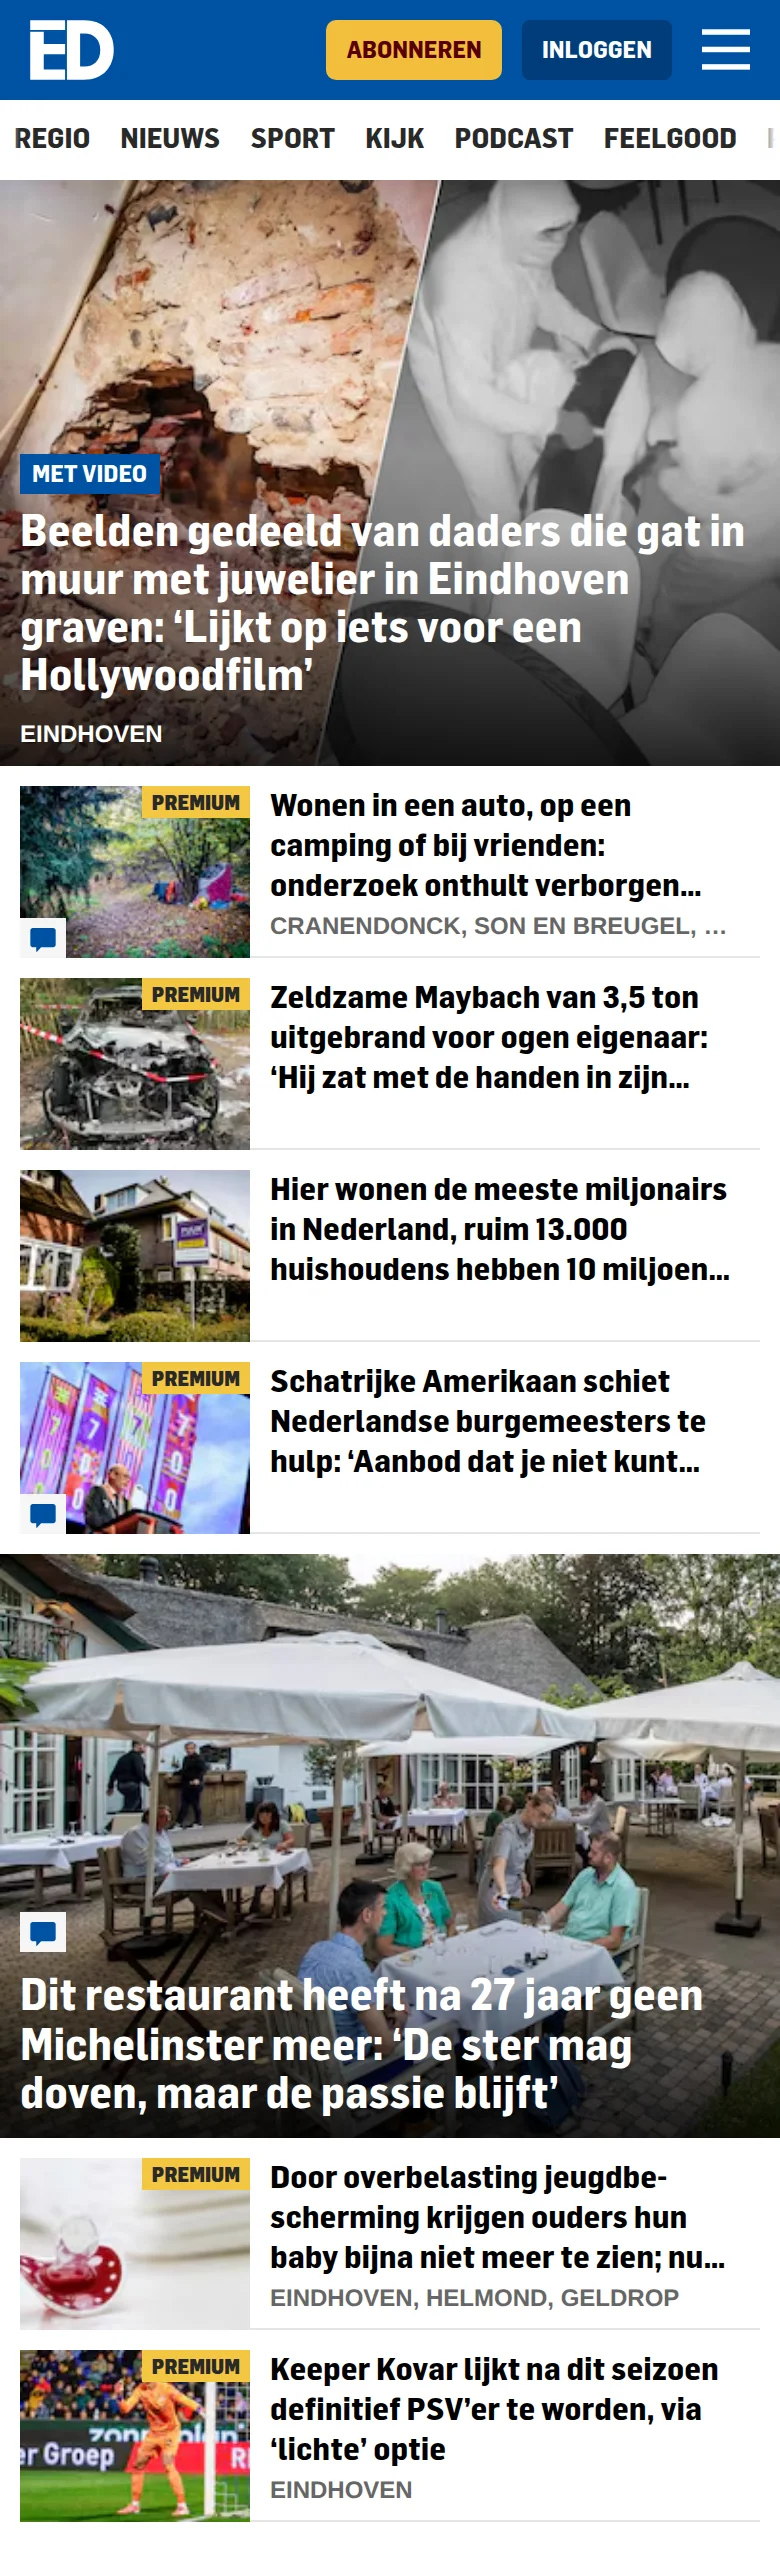 ED
ABONNEREN
INLOGGEN
REGIO NIEUWS SPORT KIJK PODCAST FEELGOOD
MET VIDEO
Beelden gedeeld van daders die gat in
muur met juwelier in Eindhoven
graven: ‘Lijkt op iets voor een
Hollywoodfilm’
EINDHOVEN
PREMIUM
Wonen in een auto, op een
camping of bij vrienden:
onderzoek onthult verborgen...
CRANENDONCK, SON EN BREUGEL, ...
PREMIUM
Zeldzame Maybach van 3,5 ton
uitgebrand voor ogen eigenaar:
‘Hij zat met de handen in zijn...
Hier wonen de meeste miljonairs
in Nederland, ruim 13.000
huishoudens hebben 10 miljoen...
PREMIUM
Schatrijke Amerikaan schiet
Nederlandse burgemeesters te
hulp: ‘Aanbod dat je niet kunt...
Dit restaurant heeft na 27 jaar geen
Michelinster meer: ‘De ster mag
doven, maar de passie blijft’
PREMIUM
Door overbelasting jeugdbe-
scherming krijgen ouders hun
baby bijna niet meer te zien; nu...
EINDHOVEN, HELMOND, GELDROP
PREMIUM
er Groep
Keeper Kovar lijkt na dit seizoen
definitief PSV’er te worden, via
‘lichte’ optie
EINDHOVEN